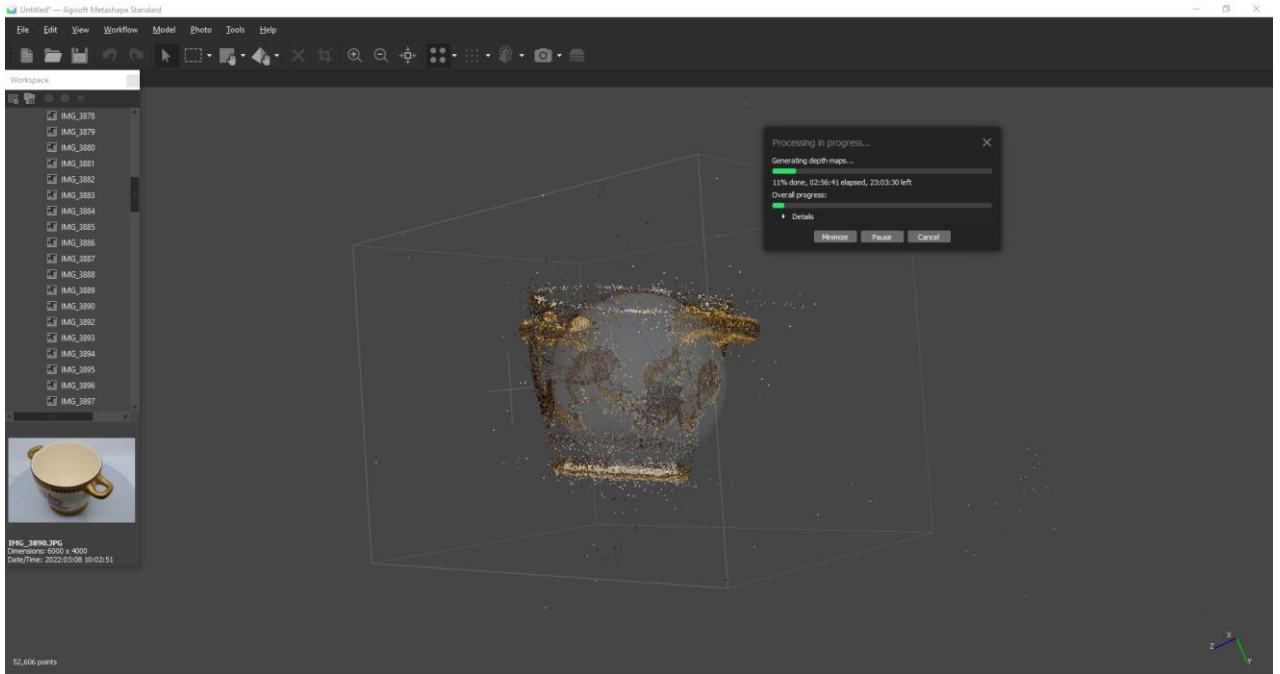 Untitled* — Agisoft Metashape Standard
File Edit View Workflow Model Photo Tools Help
Workspace
IMG_3878
IMG_3879
IMG_3880
IMG_3881
IMG_3882
IMG_3883
IMG_3884
IMG_3885
IMG_3886
IMG_3887
IMG_3888
IMG_3889
IMG_3890
IMG_3892
IMG_3893
IMG_3894
IMG_3895
IMG_3896
IMG_3897
IMG_3890.JPG
Dimensions: 6000 x 4000
Date/Time: 2022:03:08 10:02:51
Processing in progress...
Generating depth maps...
11% done, 02:56:41 elapsed, 23:03:30 left
Overall progress:
Details
Minimize Pause Cancel
52,606 points
X
Z
Y